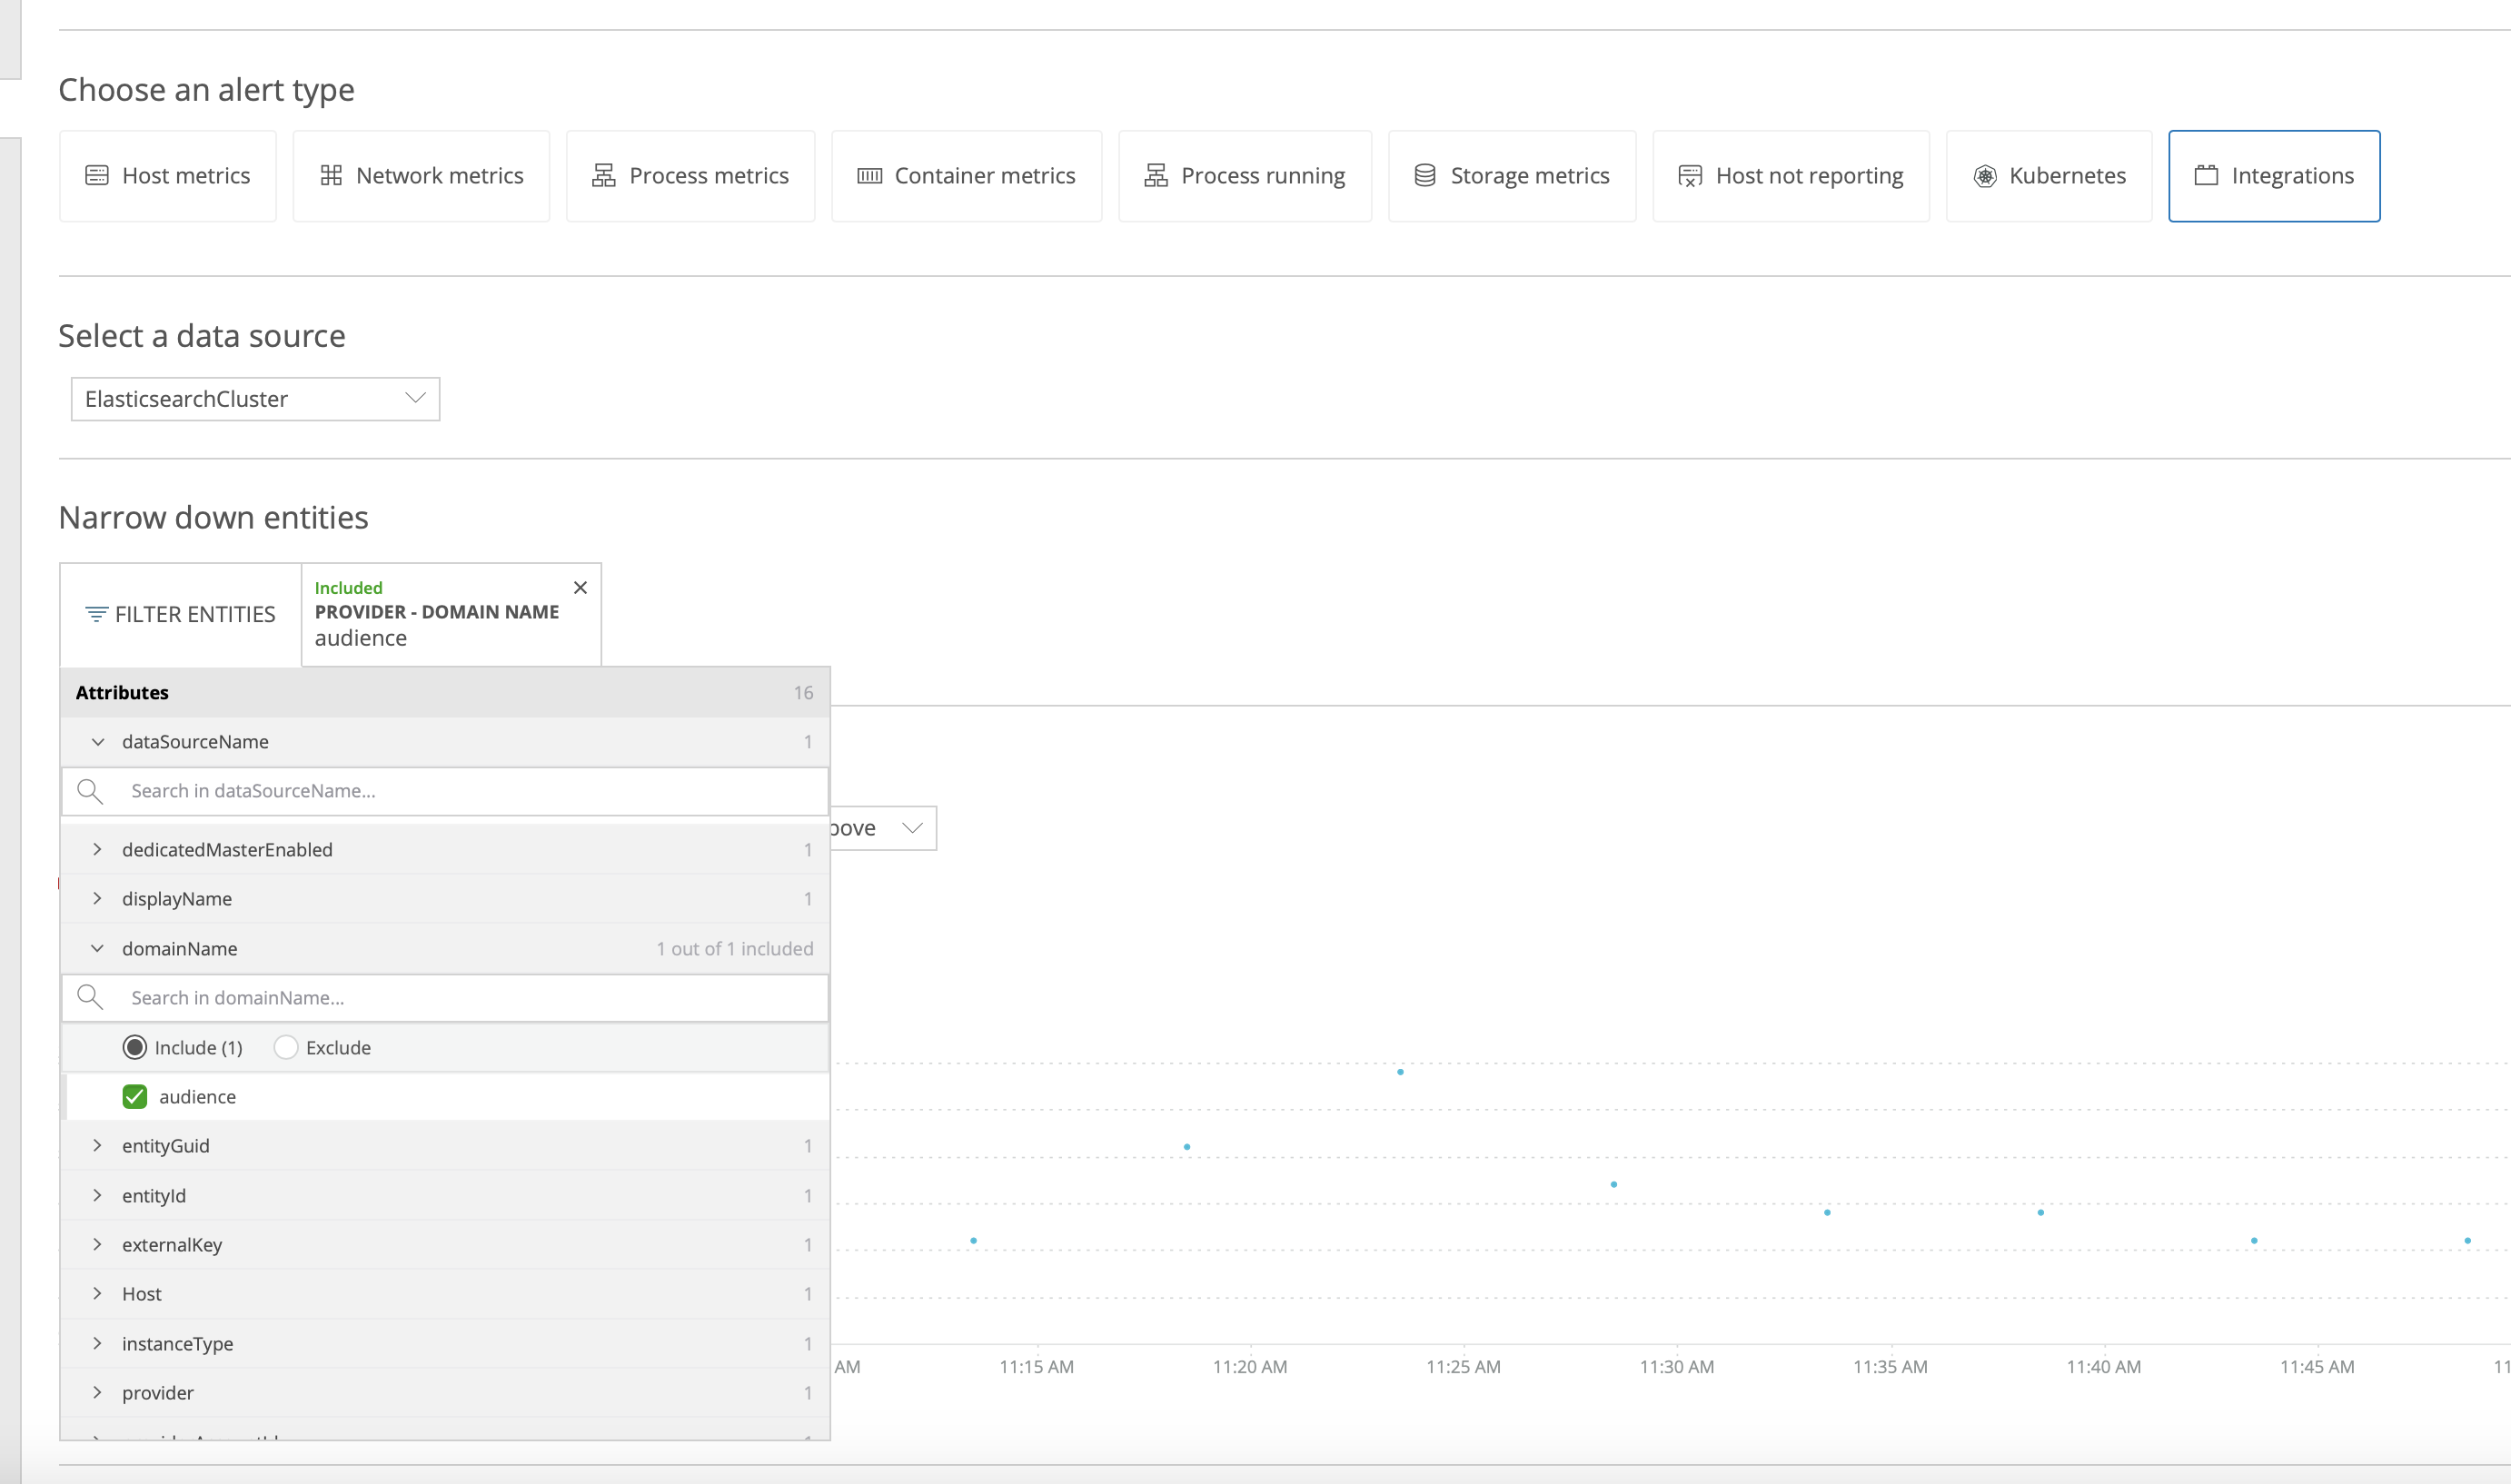 Choose an alert type
Host metrics
Network metrics
Process metrics
Container metrics
Process running
Storage metrics
Host not reporting
Kubernetes
Integrations
Select a data source
ElasticsearchCluster
Narrow down entities
FILTER ENTITIES
Included
PROVIDER - DOMAIN NAME
audience
Attributes 16
dataSourceName 1
Search in dataSourceName...
dedicatedMasterEnabled 1
displayName 1
domainName 1 out of 1 included
Search in domainName...
Include (1) Exclude
audience
entityGuid 1
entityId 1
externalKey 1
Host 1
instanceType 1
provider 1
AM 11:15 AM 11:20 AM 11:25 AM 11:30 AM 11:35 AM 11:40 AM 11:45 AM